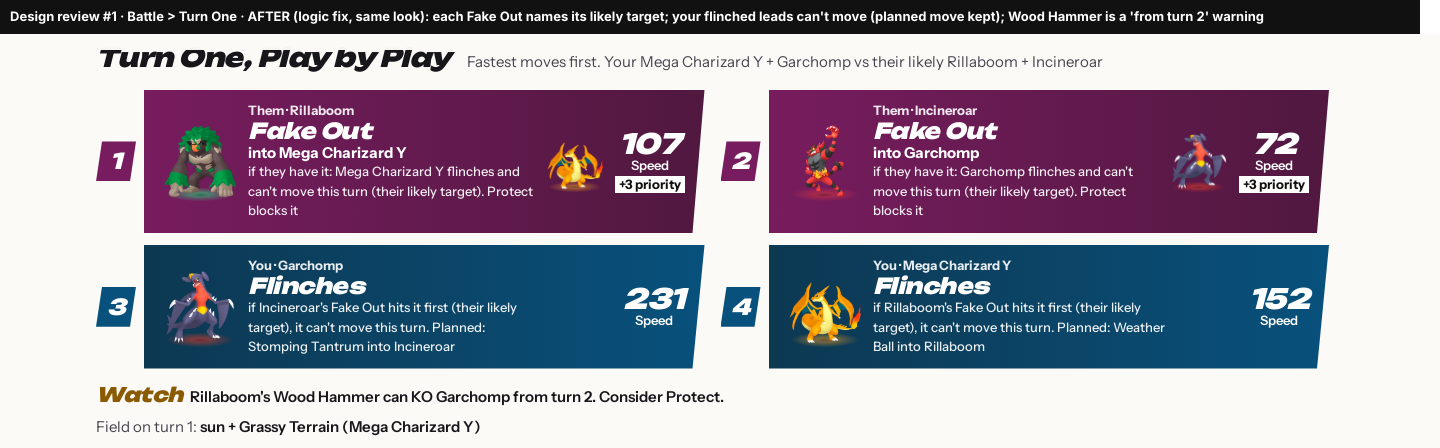 Design review #1 · Battle > Turn One · AFTER (logic fix, same look): each Fake Out names its likely target; your flinched leads can't move (planned move kept); Wood Hammer is a 'from turn 2' warning
Turn One, Play by Play
Fastest moves first. Your Mega Charizard Y + Garchomp vs their likely Rillaboom + Incineroar
1
Them · Rillaboom
Fake Out
into Mega Charizard Y
if they have it: Mega Charizard Y flinches and
can't move this turn (their likely target). Protect
blocks it
107
Speed
+3 priority
2
Them · Incineroar
Fake Out
into Garchomp
if they have it: Garchomp flinches and can't
move this turn (their likely target). Protect
blocks it
72
Speed
+3 priority
3
You · Garchomp
Flinches
if Incineroar's Fake Out hits it first (their likely
target), it can't move this turn. Planned:
Stomping Tantrum into Incineroar
231
Speed
4
You · Mega Charizard Y
Flinches
if Rillaboom's Fake Out hits it first (their likely
target), it can't move this turn. Planned: Weather
Ball into Rillaboom
152
Speed
Watch Rillaboom's Wood Hammer can KO Garchomp from turn 2. Consider Protect.
Field on turn 1: sun + Grassy Terrain (Mega Charizard Y)